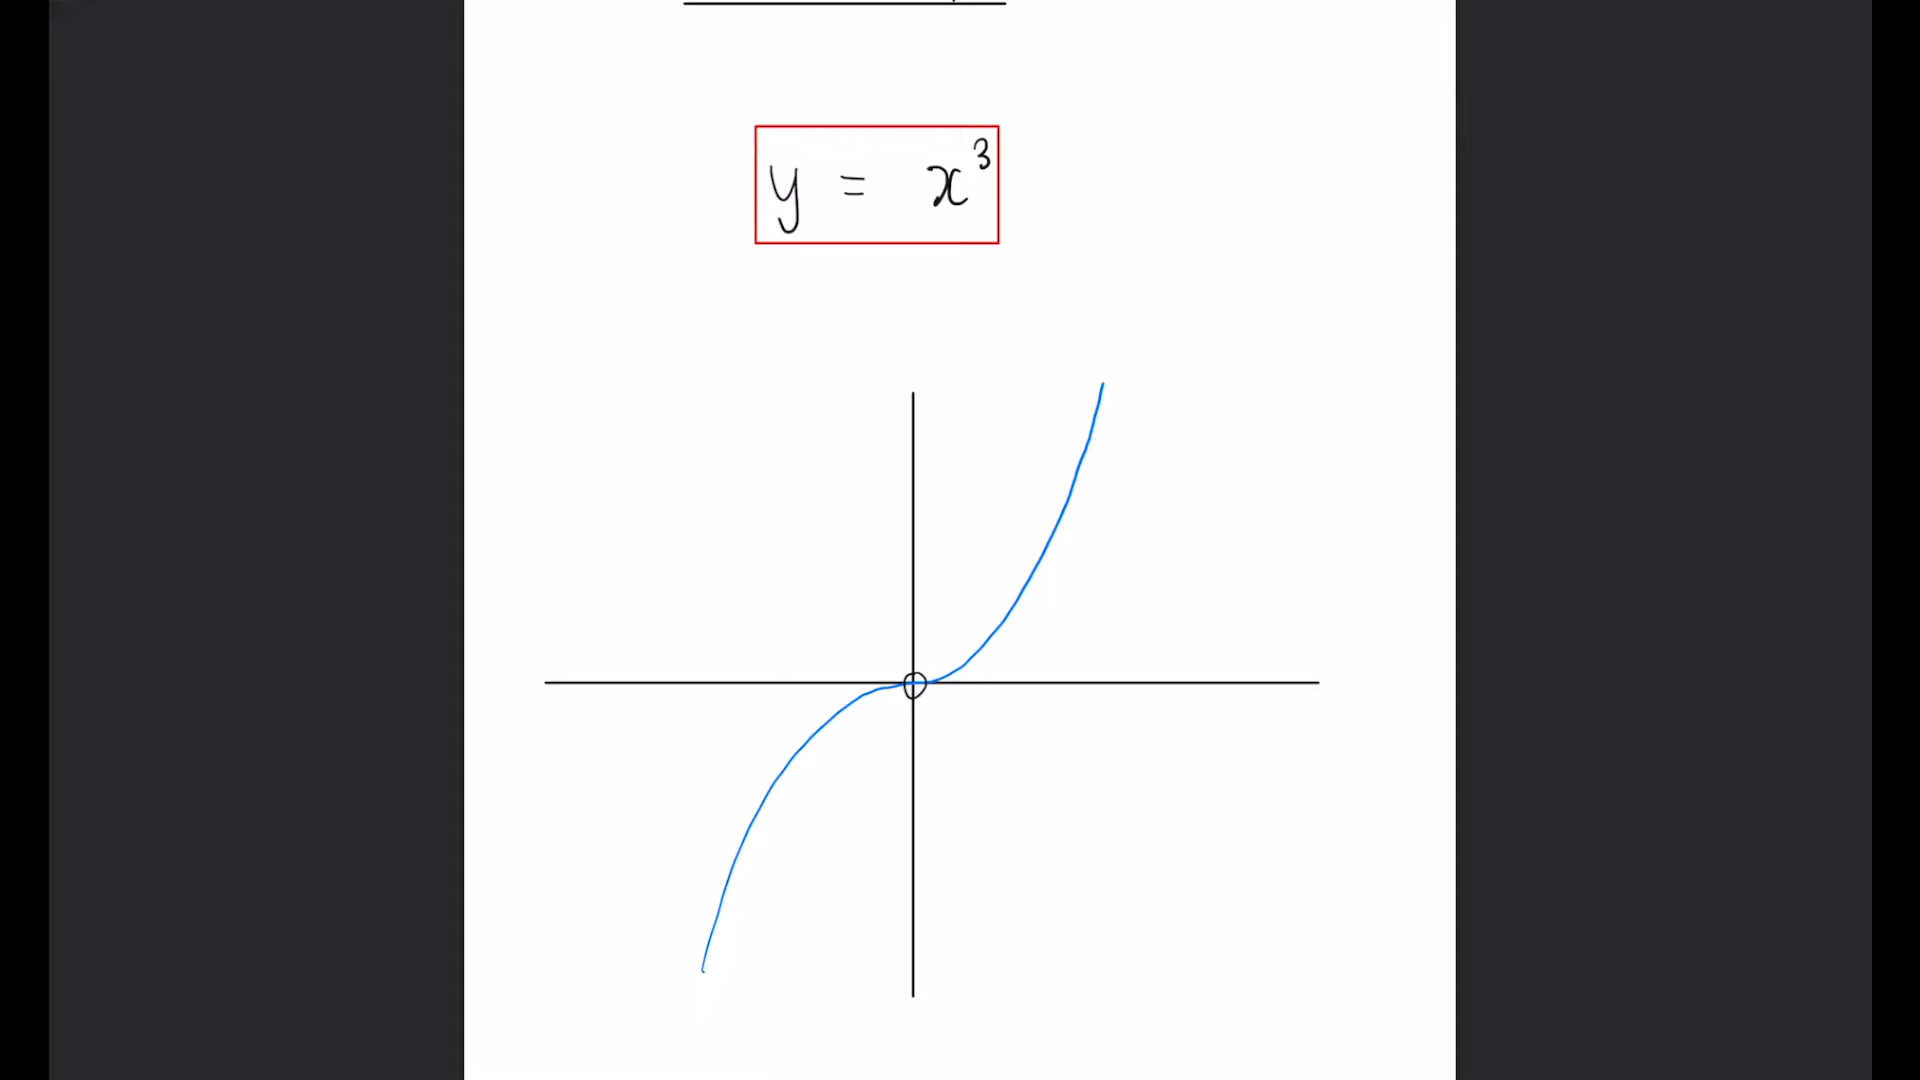 y = x³